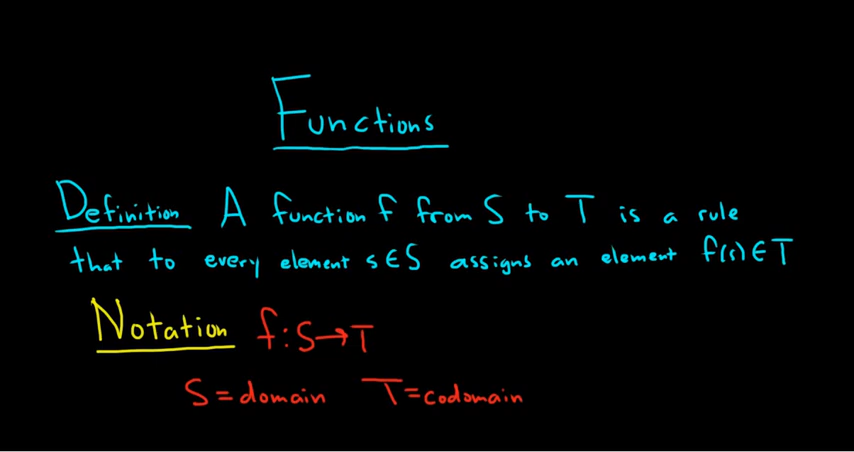 Functions
Definition A function f from S to T is a rule
that to every element s∈S assigns an element f(s)∈T
Notation f:S→T
S=domain T=codomain